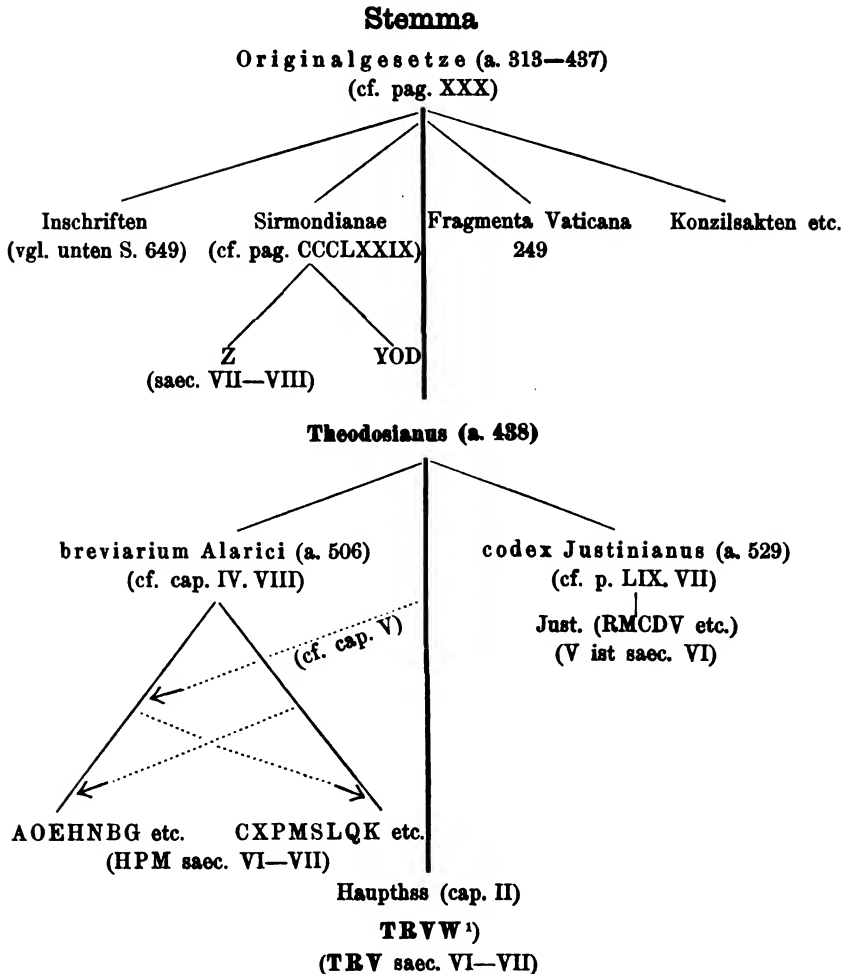 Stemma
Originalgesetze (a. 313—437)
(cf. pag. XXX)
Inschriften Sirmondianae Fragmenta Vaticana Konzilsakten etc.
(vgl. unten S. 649) (cf. pag. CCCLXXIX) 249
Z YOD
(saec. VII—VIII)
Theodosianus (a. 438)
breviarium Alarici (a. 506) codex Justinianus (a. 529)
(cf. cap. IV. VIII) (cf. p. LIX. VII)
(cf. cap. V) Just. (RMCDV etc.)
(V ist saec. VI)
AOEHNBG etc. CXPMSLQK etc.
(HPM saec. VI—VII)
Haupthss (cap. II)
TRVW ¹)
(TRV saec. VI—VII)